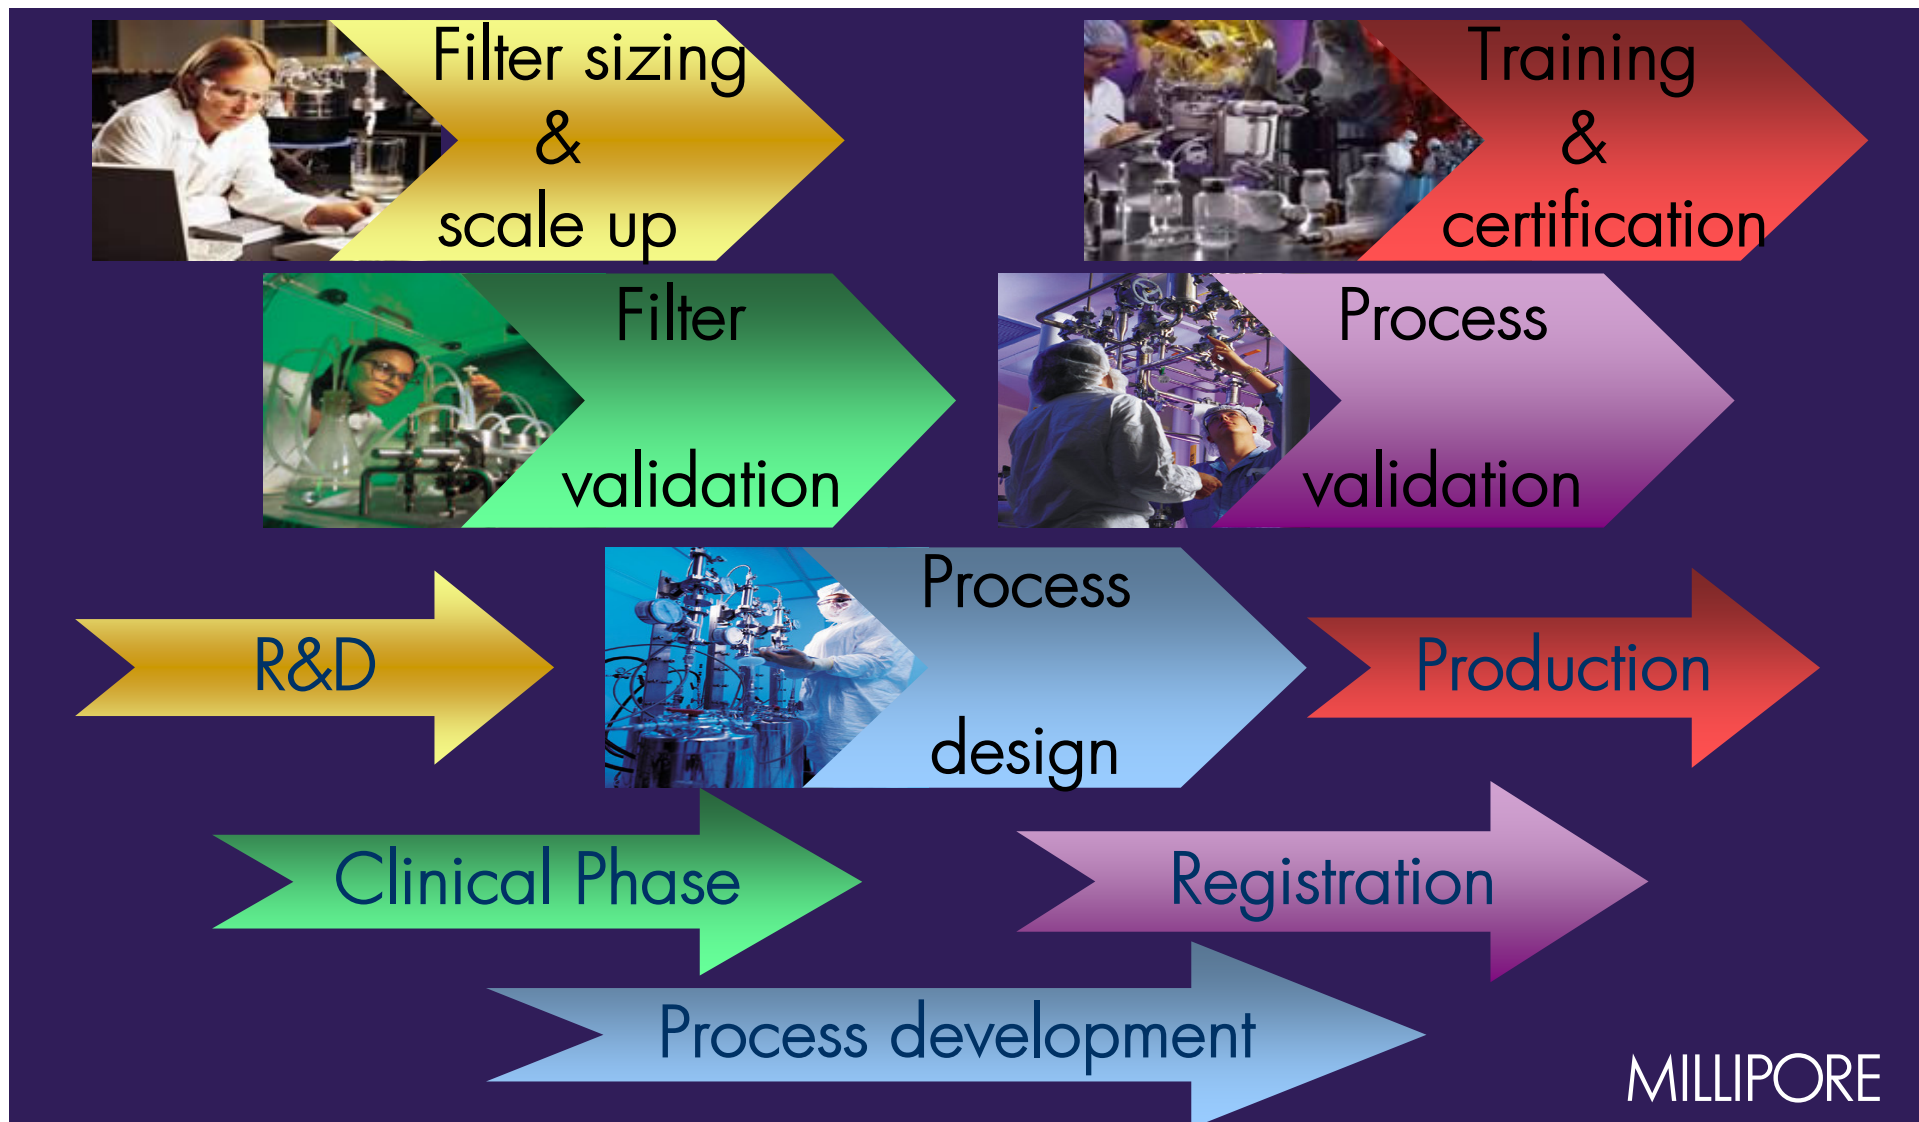 Filter sizing
&
scale up
Training
&
certification
Filter
validation
Process
validation
Process
design
R&D
Production
Clinical Phase
Registration
Process development
MILLIPORE